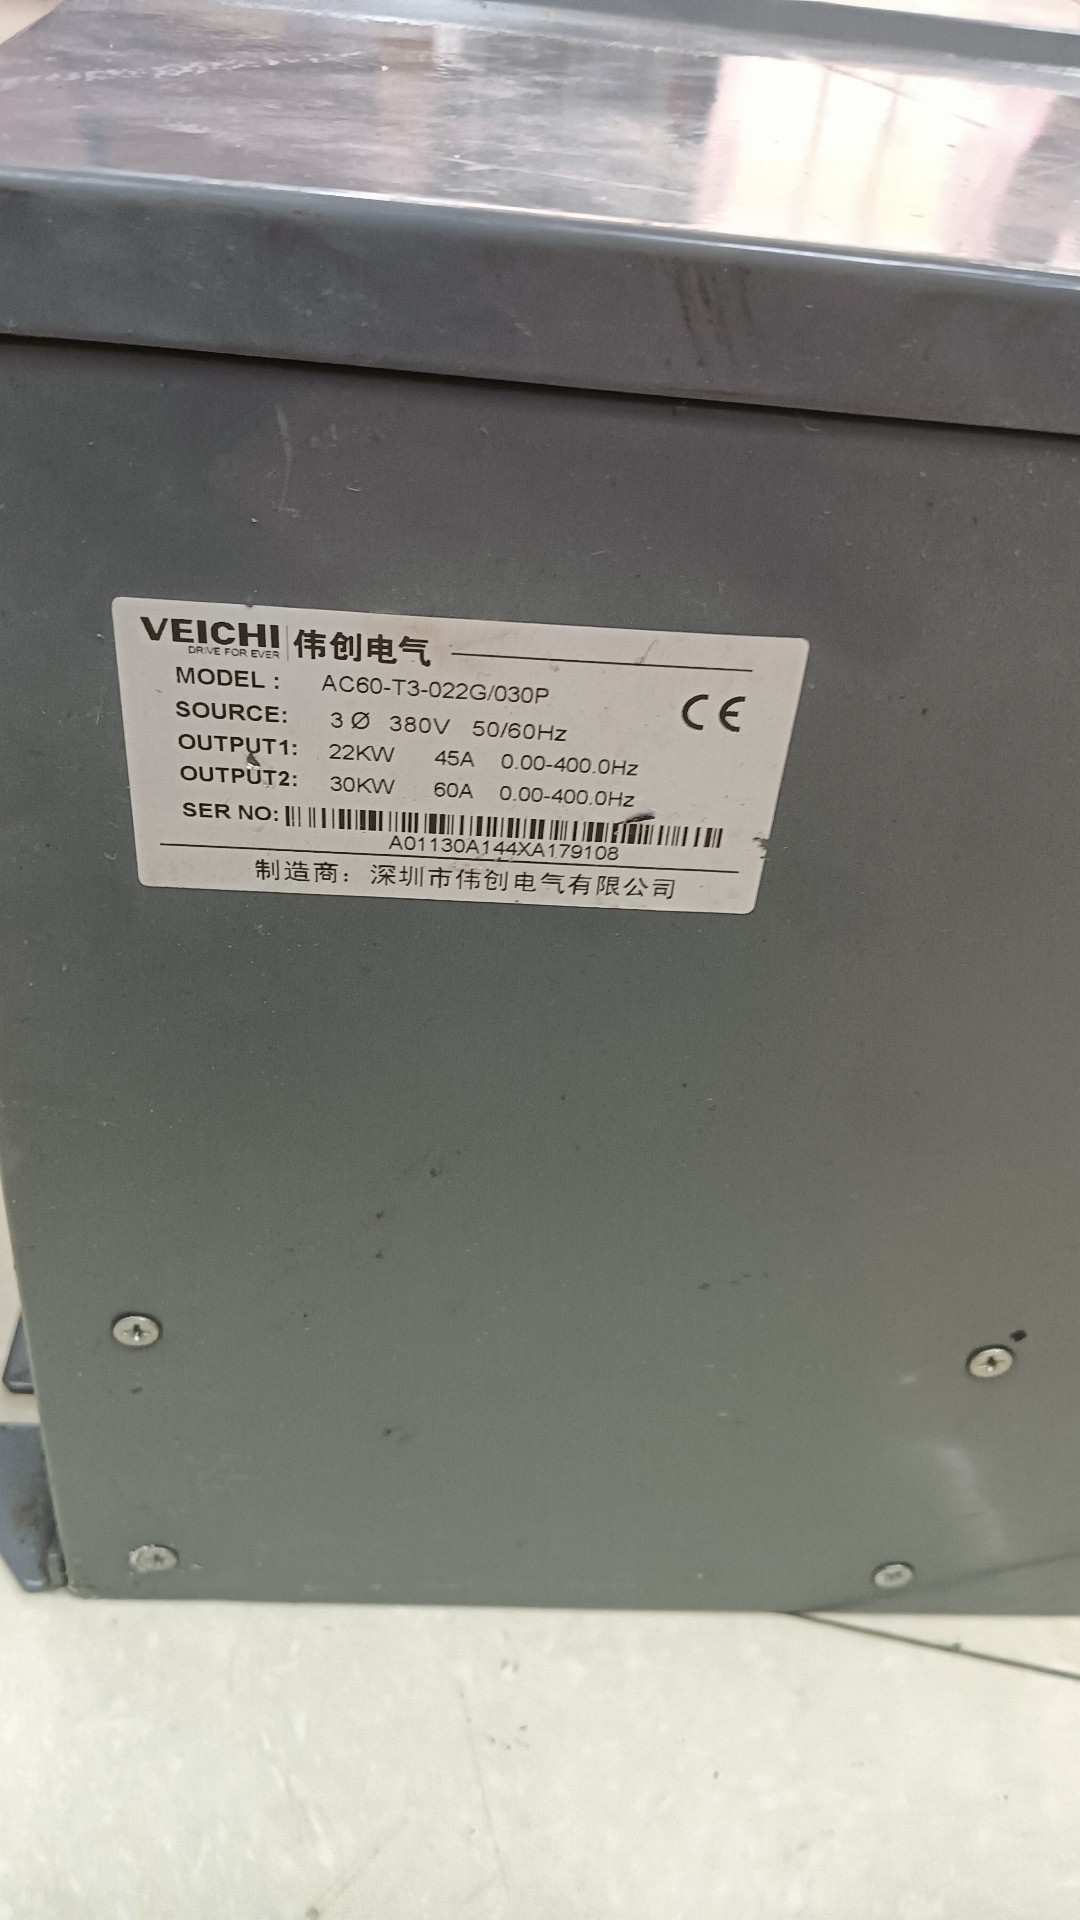 VEICHI 伟创电气
DRIVE FOR EVER
MODEL : AC60-T3-022G/030P
CE
SOURCE: 3 Ø 380V 50/60Hz
OUTPUT1: 22KW 45A 0.00-400.0Hz
OUTPUT2: 30KW 60A 0.00-400.0Hz
SER NO:
A01130A144XA179108
制造商：深圳市伟创电气有限公司